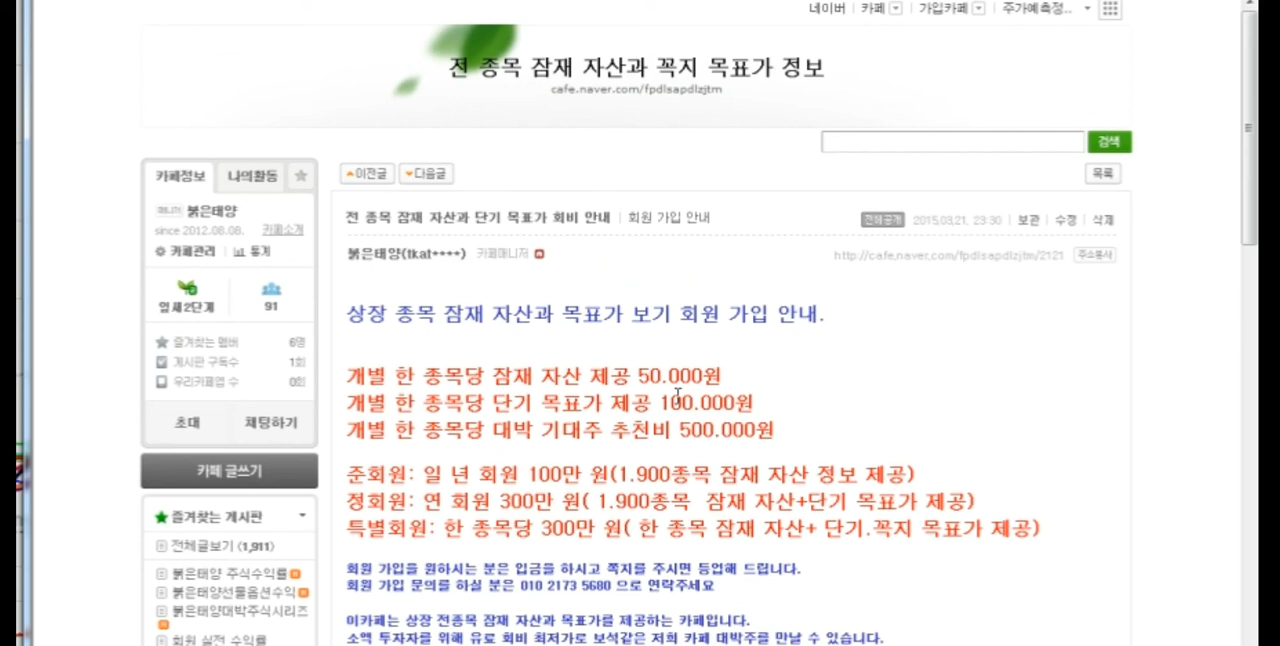 네이버 카페 가입카페 주가예측정..
전 종목 잠재 자산과 꼭지 목표가 정보
cafe.naver.com/fpdlsapdlzjtm
검색
카페정보 나의활동
매니저 붉은태양
since 2012.08.08. 카페소개
카페관리 통계
잎새2단계 91
즐겨찾는 멤버 6명
게시판 구독수 1회
우리카페앱 수 0회
초대 채팅하기
카페 글쓰기
즐겨찾는 게시판
전체글보기 (1,911)
붉은태양 주식수익률
붉은태양선물옵션수익
붉은태양대박주식시리즈
회원 실전 수익률
이전글 다음글 목록
전 종목 잠재 자산과 단기 목표가 회비 안내 | 회원 가입 안내
전체공개 2015.03.21. 23:30 | 보관 | 수정 | 삭제
붉은태양(tkat****) 카페매니저
http://cafe.naver.com/fpdlsapdlzjtm/2121 주소복사
상장 종목 잠재 자산과 목표가 보기 회원 가입 안내.
개별 한 종목당 잠재 자산 제공 50.000원
개별 한 종목당 단기 목표가 제공 100.000원
개별 한 종목당 대박 기대주 추천비 500.000원
준회원: 일 년 회원 100만 원(1.900종목 잠재 자산 정보 제공)
정회원: 연 회원 300만 원( 1.900종목 잠재 자산+단기 목표가 제공)
특별회원: 한 종목당 300만 원( 한 종목 잠재 자산+ 단기.꼭지 목표가 제공)
회원 가입을 원하시는 분은 입금을 하시고 쪽지를 주시면 등업해 드립니다.
회원 가입 문의를 하실 분은 010 2173 5680 으로 연락주세요
이카페는 상장 전종목 잠재 자산과 목표가를 제공하는 카페입니다.
소액 투자자를 위해 유료 회비 최저가로 보석같은 저희 카페 대박주를 만날 수 있습니다.